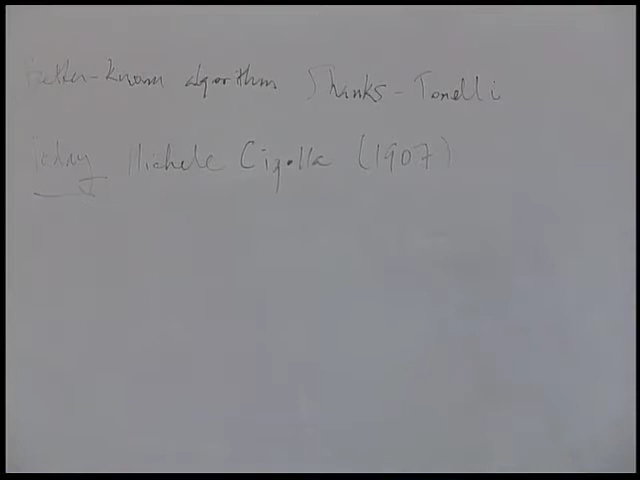 Better-known algorithm Shanks - Tonelli
Today Michele Cipolla (1907)